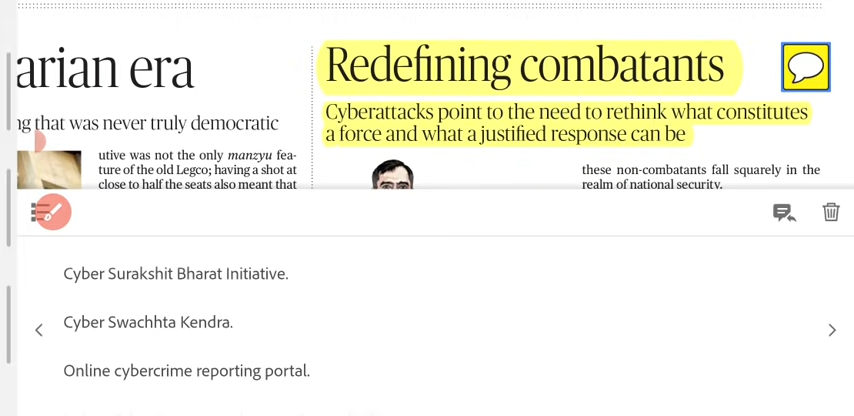 arian era
ng that was never truly democratic
utive was not the only manzyu fea-
ture of the old Legco; having a shot at
close to half the seats also meant that
Redefining combatants
Cyberattacks point to the need to rethink what constitutes
a force and what a justified response can be
these non-combatants fall squarely in the
realm of national security.
Cyber Surakshit Bharat Initiative.
Cyber Swachhta Kendra.
Online cybercrime reporting portal.